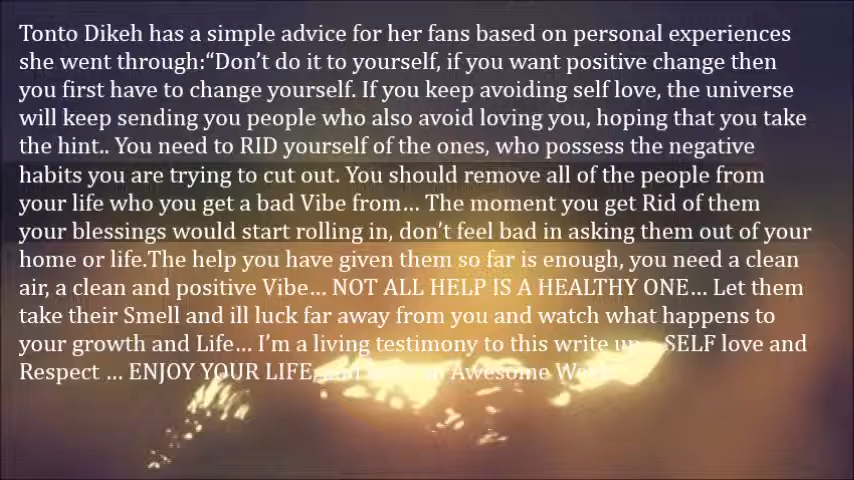 Tonto Dikeh has a simple advice for her fans based on personal experiences
she went through:“Don’t do it to yourself, if you want positive change then
you first have to change yourself. If you keep avoiding self love, the universe
will keep sending you people who also avoid loving you, hoping that you take
the hint.. You need to RID yourself of the ones, who possess the negative
habits you are trying to cut out. You should remove all of the people from
your life who you get a bad Vibe from… The moment you get Rid of them
your blessings would start rolling in, don’t feel bad in asking them out of your
home or life.The help you have given them so far is enough, you need a clean
air, a clean and positive Vibe… NOT ALL HELP IS A HEALTHY ONE… Let them
take their Smell and ill luck far away from you and watch what happens to
your growth and Life… I’m a living testimony to this write up SELF love and
Respect … ENJOY YOUR LIFE, Awesome